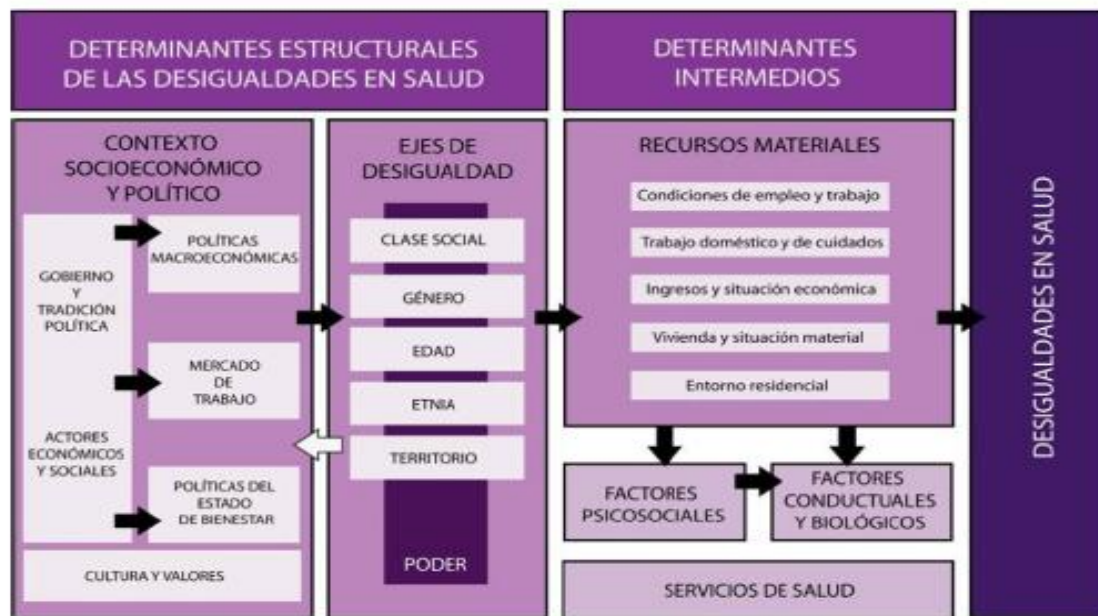 DETERMINANTES ESTRUCTURALES
DE LAS DESIGUALDADES EN SALUD
DETERMINANTES
INTERMEDIOS
CONTEXTO
SOCIOECONÓMICO
Y POLÍTICO
GOBIERNO
Y
TRADICIÓN
POLÍTICA
ACTORES
ECONÓMICOS
Y SOCIALES
POLÍTICAS
MACROECONÓMICAS
MERCADO
DE
TRABAJO
POLÍTICAS DEL
ESTADO
DE BIENESTAR
CULTURA Y VALORES
EJES DE
DESIGUALDAD
CLASE SOCIAL
GÉNERO
EDAD
ETNIA
TERRITORIO
PODER
RECURSOS MATERIALES
Condiciones de empleo y trabajo
Trabajo doméstico y de cuidados
Ingresos y situación económica
Vivienda y situación material
Entorno residencial
FACTORES
PSICOSOCIALES
FACTORES
CONDUCTUALES
Y BIOLÓGICOS
SERVICIOS DE SALUD
DESIGUALDADES EN SALUD